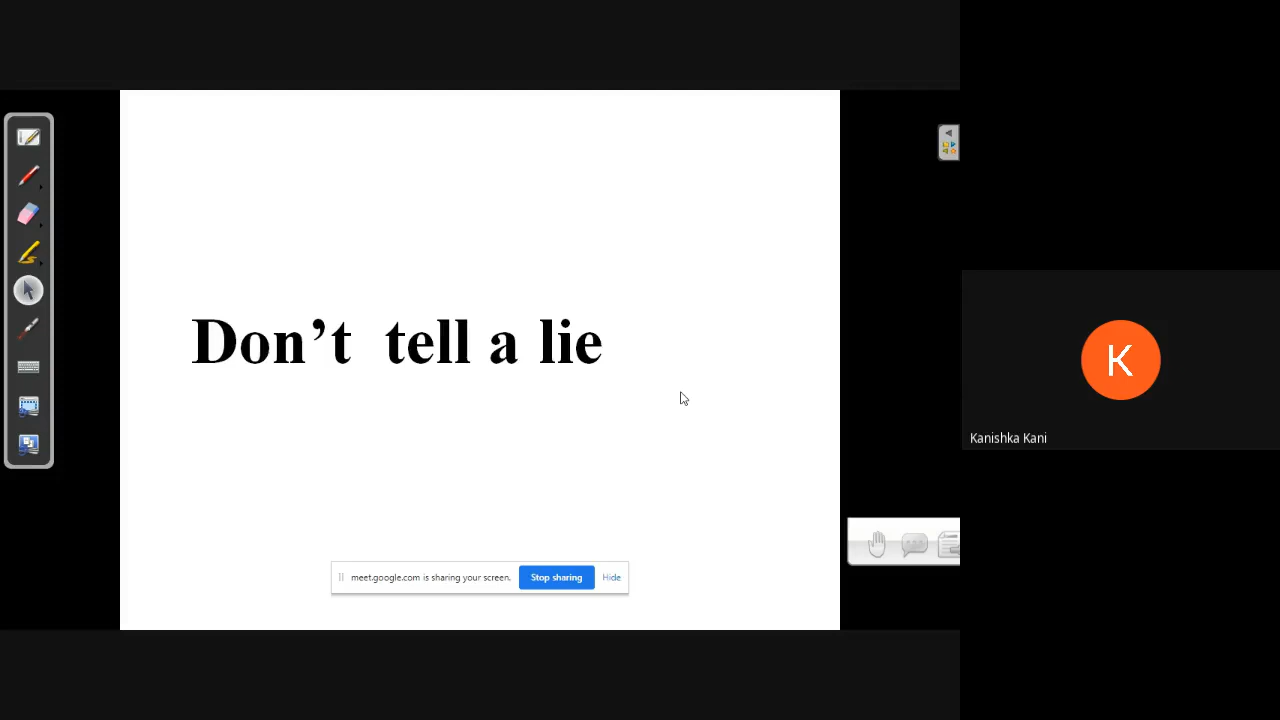 Don’t tell a lie
K
Kanishka Kani
meet.google.com is sharing your screen. Stop sharing Hide